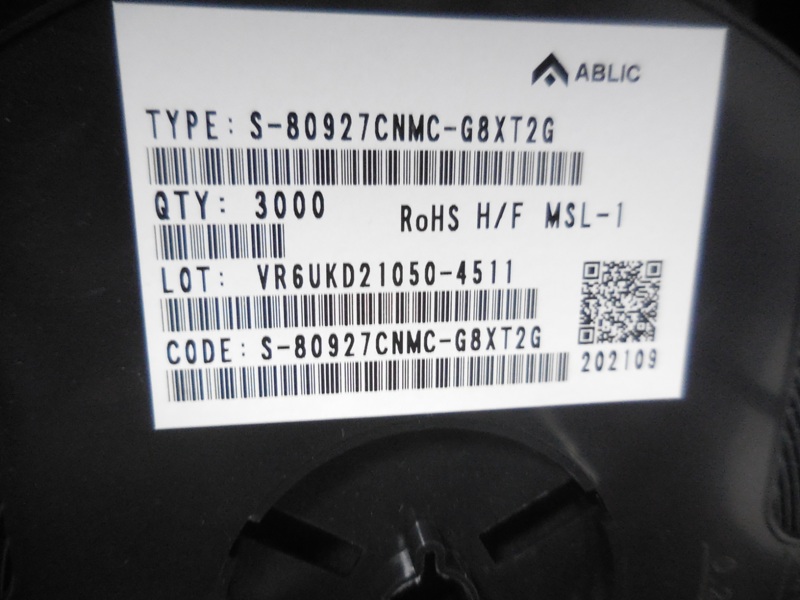 ABLIC
TYPE: S-80927CNMC-G8XT2G
QTY: 3000 RoHS H/F MSL-1
LOT: VR6UKD21050-4511
CODE: S-80927CNMC-G8XT2G
202109